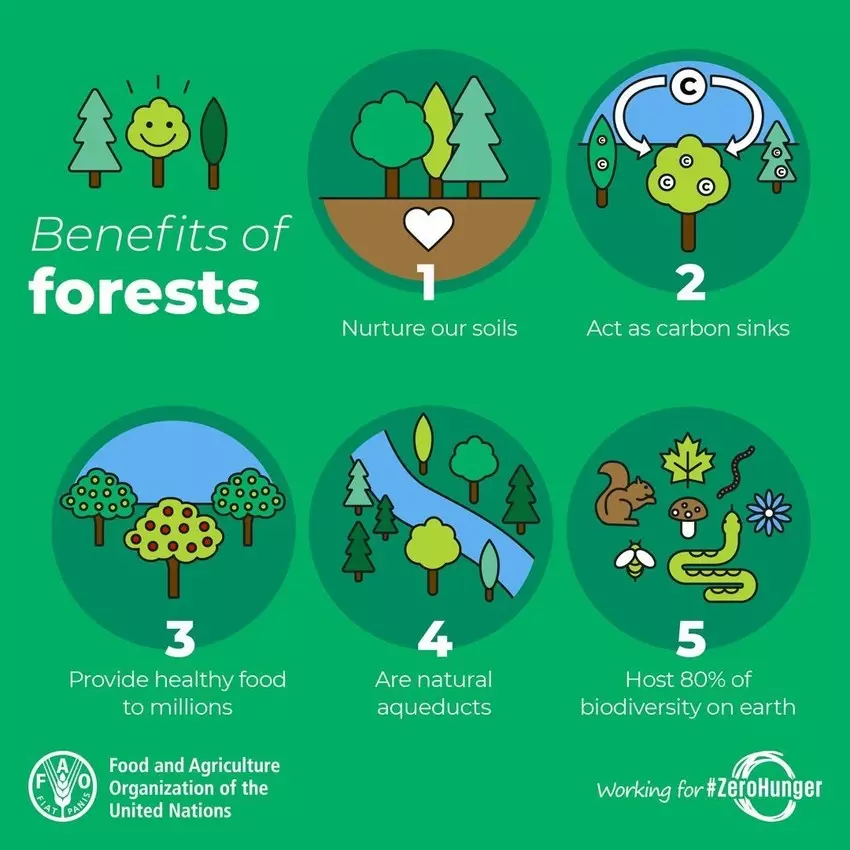 Benefits of
forests
1
Nurture our soils
C
C
C
C
C
C
C
C
2
Act as carbon sinks
3
Provide healthy food
to millions
4
Are natural
aqueducts
5
Host 80% of
biodiversity on earth
F A O
FIAT PANIS
Food and Agriculture
Organization of the
United Nations
Working for #ZeroHunger